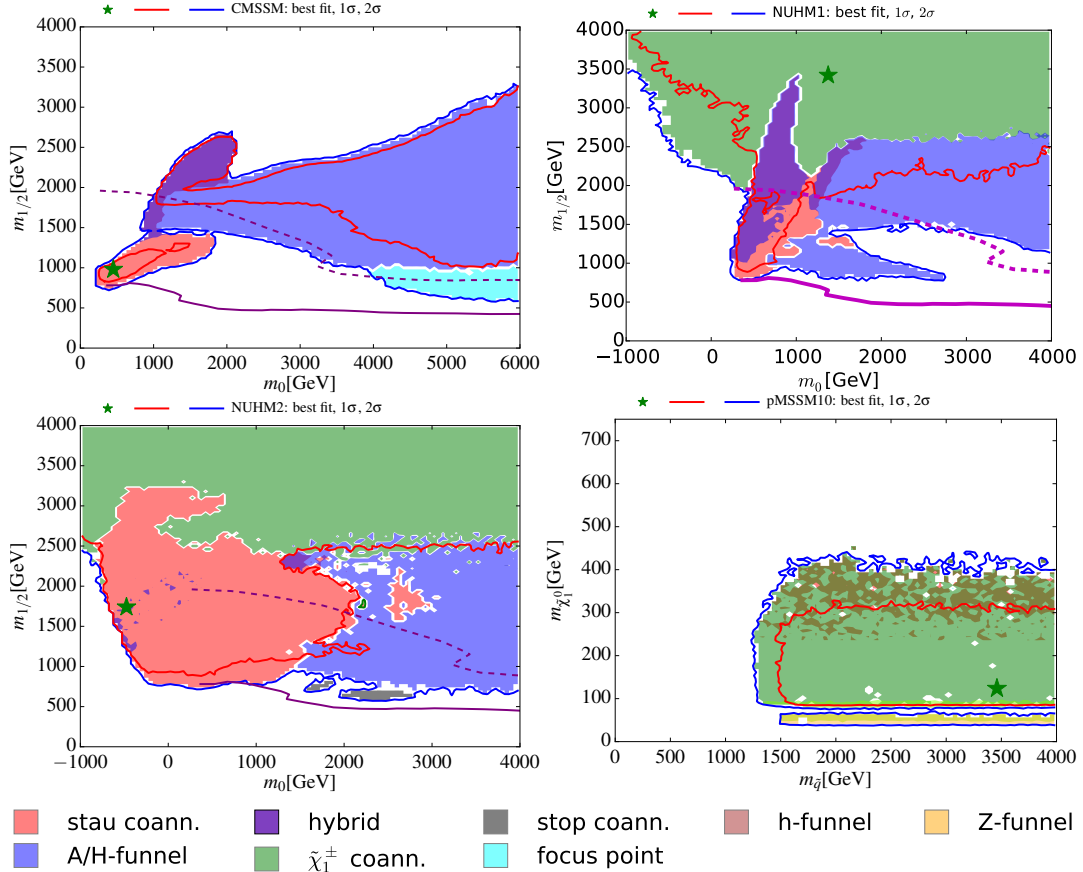 CMSSM: best fit, 1σ, 2σ
4000
3500
3000
2500
2000
1500
1000
500
0
m1/2[GeV]
0 1000 2000 3000 4000 5000 6000
m0[GeV]
NUHM1: best fit, 1σ, 2σ
4000
3500
3000
2500
2000
1500
1000
500
0
m1/2[GeV]
−1000 0 1000 2000 3000 4000
m0[GeV]
NUHM2: best fit, 1σ, 2σ
4000
3500
3000
2500
2000
1500
1000
500
0
m1/2[GeV]
−1000 0 1000 2000 3000 4000
m0[GeV]
pMSSM10: best fit, 1σ, 2σ
700
600
500
400
300
200
100
0
mχ̃₁⁰[GeV]
0 500 1000 1500 2000 2500 3000 3500 4000
mq̃[GeV]
stau coann. hybrid stop coann. h-funnel Z-funnel
A/H-funnel χ̃₁± coann. focus point